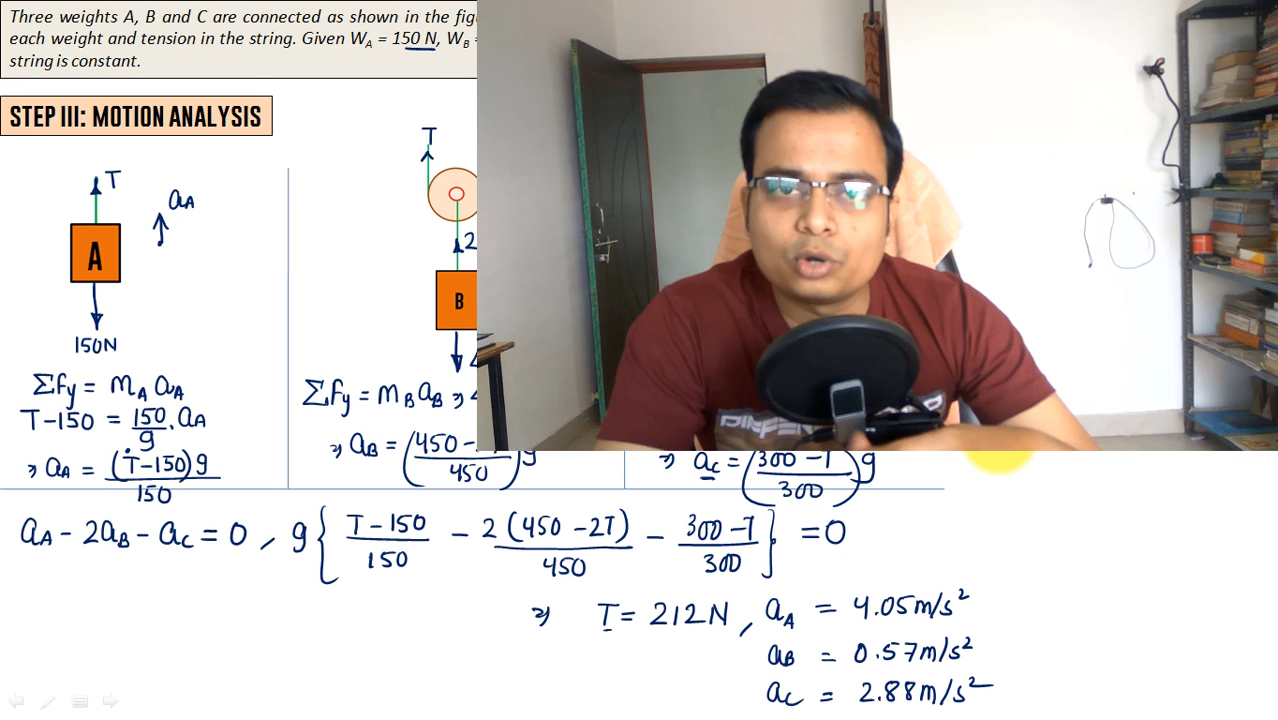 Three weights A, B and C are connected as shown in the fig
each weight and tension in the string. Given WA = 150 N, WB =
string is constant.
STEP III: MOTION ANALYSIS
T
T
aA
A
2
B
150N
ΣFy = mA aA
T-150 = 150/g . aA
⇒ aA = (T-150)g/150
ΣFy = mB aB ⇒
⇒ aB = (450 -
450) g
⇒ aC = (300 - T/300) g
aA - 2aB - aC = 0, g{ T-150/150 - 2(450-2T)/450 - 300-T/300 } = 0
⇒ T = 212N, aA = 4.05m/s²
aB = 0.57m/s²
aC = 2.88m/s²